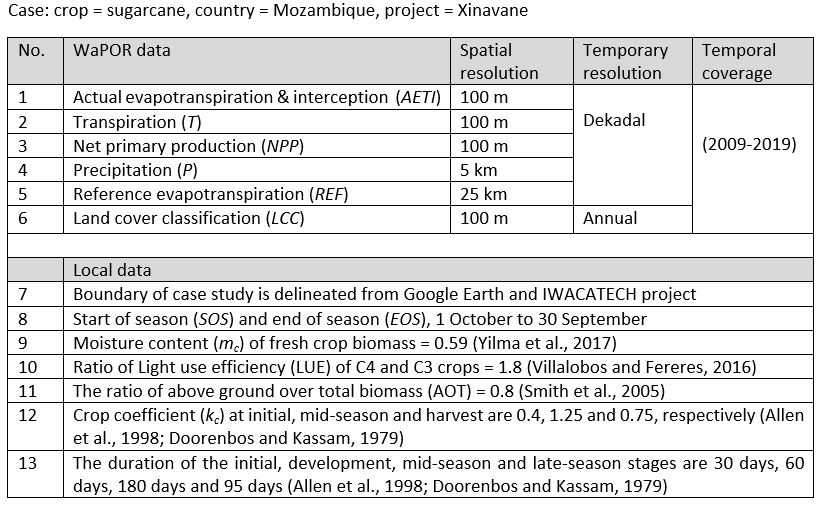 Case: crop = sugarcane, country = Mozambique, project = Xinavane
No. WaPOR data Spatial resolution Temporary resolution Temporal coverage
1 Actual evapotranspiration & interception (AETI) 100 m Dekadal (2009-2019)
2 Transpiration (T) 100 m
3 Net primary production (NPP) 100 m
4 Precipitation (P) 5 km
5 Reference evapotranspiration (REF) 25 km
6 Land cover classification (LCC) 100 m Annual
Local data
7 Boundary of case study is delineated from Google Earth and IWACATECH project
8 Start of season (SOS) and end of season (EOS), 1 October to 30 September
9 Moisture content (mc) of fresh crop biomass = 0.59 (Yilma et al., 2017)
10 Ratio of Light use efficiency (LUE) of C4 and C3 crops = 1.8 (Villalobos and Fereres, 2016)
11 The ratio of above ground over total biomass (AOT) = 0.8 (Smith et al., 2005)
12 Crop coefficient (kc) at initial, mid-season and harvest are 0.4, 1.25 and 0.75, respectively (Allen
et al., 1998; Doorenbos and Kassam, 1979)
13 The duration of the initial, development, mid-season and late-season stages are 30 days, 60
days, 180 days and 95 days (Allen et al., 1998; Doorenbos and Kassam, 1979)